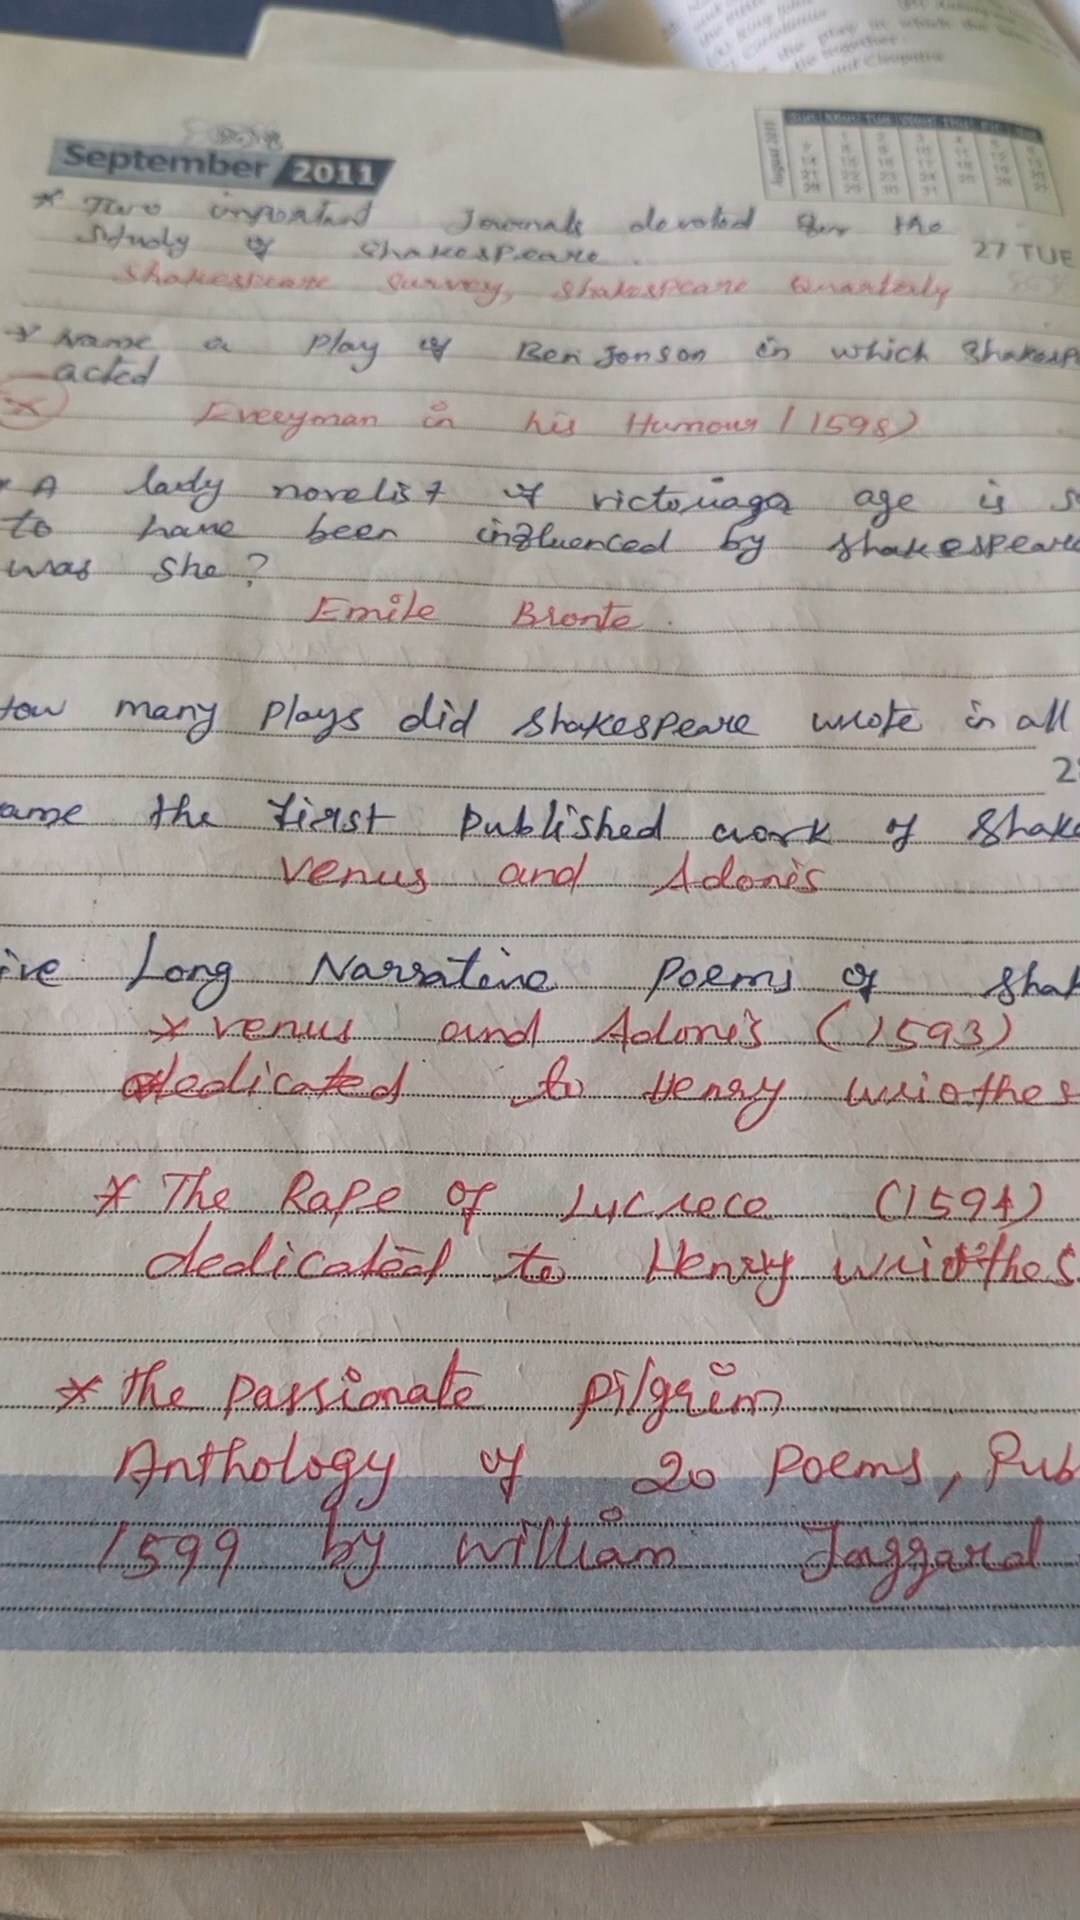 September 2011
* Two important Journals devoted for the
27 TUE
study of Shakespeare.
Shakespeare Survey, Shakespeare Quarterly
* Name a play of Ben Jonson in which Shakesp
acted
Everyman in his Humour (1598)
* A lady novelist of victoriaga age is s
to have been influenced by Shakespeare
was she?
Emile Bronte.
How many plays did Shakespeare wrote in all
2
ame the first published work of Shake
Venus and Adonis
ive Long Narrative poems of Shak
* Venus and Adonis (1593)
dedicated to Henry wriothes
* The Rape of Lucrece (1594)
dedicated to Henry wriothes
* The passionate pilgrim
Anthology of 20 poems, Pub
1599 by William Jaggard